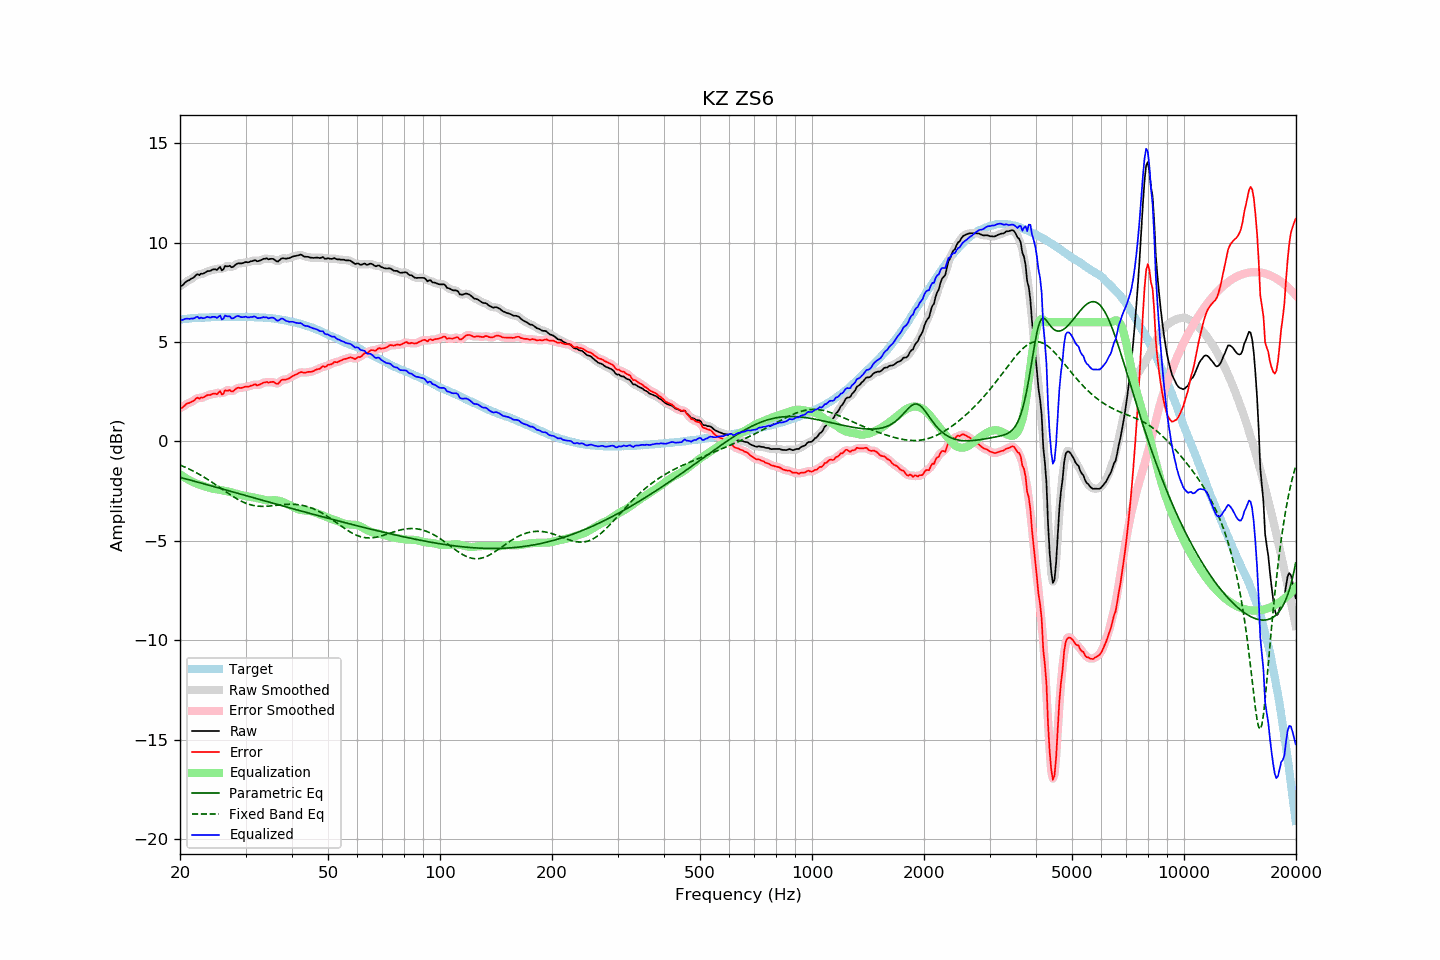 KZ ZS6
Amplitude (dBr)
15
10
5
0
−5
−10
−15
−20
Target
Raw Smoothed
Error Smoothed
Raw
Error
Equalization
Parametric Eq
Fixed Band Eq
Equalized
20 50 100 200 500 1000 2000 5000 10000 20000
Frequency (Hz)